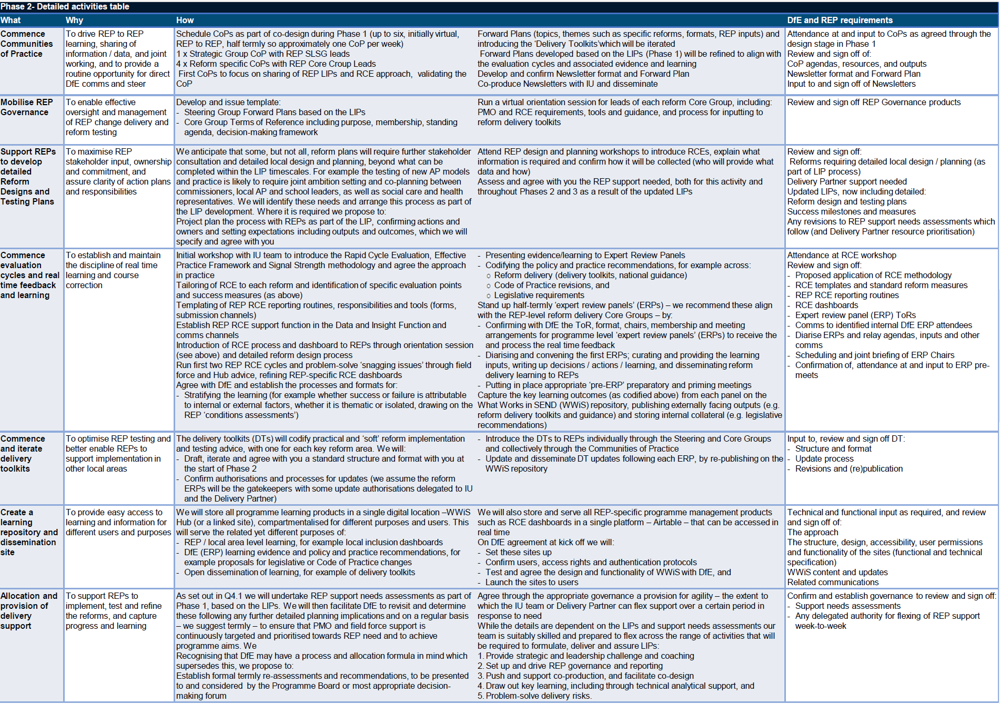 Phase 2- Detailed activities table
What
Why
How
DfE and REP requirements
Commence
Communities
of Practice
To drive REP to REP
learning, sharing of
information / data, and joint
working, and to provide a
routine opportunity for direct
DfE comms and steer
Schedule CoPs as part of co-design during Phase 1 (up to six, initially virtual,
REP to REP, half termly so approximately one CoP per week)
1 x Strategic Group CoP with REP SLSG leads
4 x Reform specific CoPs with REP Core Croup Leads
First CoPs to focus on sharing of REP LIPs and RCE approach, validating the
CoP
Forward Plans (topics, themes such as specific reforms, formats, REP inputs) and
introducing the ‘Delivery Toolkits’which will be iterated
Forward Plans developed based on the LIPs (Phase 1) will be refined to align with
the evaluation cycles and associated evidence and learning
Develop and confirm Newsletter format and Forward Plan
Co-produce Newsletters with IU and disseminate
Attendance at and input to CoPs as agreed through the
design stage in Phase 1
Review and sign off of:
CoP agendas, resources, and outputs
Newsletter format and Forward Plan
Input to and sign off of Newsletters
Mobilise REP
Governance
To enable effective
oversight and management
of REP change delivery and
reform testing
Develop and issue template:
- Steering Group Forward Plans based on the LIPs
- Core Group Terms of Reference including purpose, membership, standing
agenda, decision-making framework
Run a virtual orientation session for leads of each reform Core Group, including:
PMO and RCE requirements, tools and guidance, and process for inputting to
reform delivery toolkits
Review and sign off REP Governance products
Support REPs
to develop
detailed
Reform
Designs and
Testing Plans
To maximise REP
stakeholder input, ownership
and commitment, and
assure clarity of action plans
and responsibilities
We anticipate that some, but not all, reform plans will require further stakeholder
consultation and detailed local design and planning, beyond what can be
completed within the LIP timescales. For example the testing of new AP models
and practice is likely to require joint ambition setting and co-planning between
commissioners, local AP and school leaders, as well as social care and health
representatives. We will identify these needs and arrange this process as part of
the LIP development. Where it is required we propose to:
Project plan the process with REPs as part of the LIP, confirming actions and
owners and setting expectations including outputs and outcomes, which we will
specify and agree with you
Attend REP design and planning workshops to introduce RCEs, explain what
information is required and confirm how it will be collected (who will provide what
data and how)
Assess and agree with you the REP support needed, both for this activity and
throughout Phases 2 and 3 as a result of the updated LIPs
Review and sign off:
Reforms requiring detailed local design / planning (as
part of LIP process)
Delivery Partner support needed
Updated LIPs, now including detailed:
Reform design and testing plans
Success milestones and measures
Any revisions to REP support needs assessments which
follow (and Delivery Partner resource prioritisation)
Commence
evaluation
cycles and real
time feedback
and learning
To establish and maintain
the discipline of real time
learning and course
correction
Initial workshop with IU team to introduce the Rapid Cycle Evaluation, Effective
Practice Framework and Signal Strength methodology and agree the approach
in practice
Tailoring of RCE to each reform and identification of specific evaluation points
and success measures (as above)
Templating of REP RCE reporting routines, responsibilities and tools (forms,
submission channels)
Establish REP RCE support function in the Data and Insight Function and
comms channels
Introduction of RCE process and dashboard to REPs through orientation session
(see above) and detailed reform design process
Run first two REP RCE cycles and problem-solve ‘snagging issues’ through field
force and Hub advice, refining REP-specific RCE dashboards
Agree with DfE and establish the processes and formats for:
- Stratifying the learning (for example whether success or failure is attributable
to internal or external factors, whether it is thematic or isolated, drawing on the
REP ‘conditions assessments’)
- Presenting evidence/learning to Expert Review Panels
- Codifying the policy and practice recommendations, for example across:
o Reform delivery (delivery toolkits, national guidance)
o Code of Practice revisions, and
o Legislative requirements
Stand up half-termly ‘expert review panels’ (ERPs) – we recommend these align
with the REP-level reform delivery Core Groups – by:
- Confirming with DfE the ToR, format, chairs, membership and meeting
arrangements for programme level ‘expert review panels’ (ERPs) to receive the
and process the real time feedback
- Diarising and convening the first ERPs; curating and providing the learning
inputs, writing up decisions / actions / learning, and disseminating reform
delivery learning to REPs
- Putting in place appropriate ‘pre-ERP’ preparatory and priming meetings
Capture the key learning outcomes (as codified above) from each panel on the
What Works in SEND (WWiS) repository, publishing externally facing outputs (e.g.
reform delivery toolkits and guidance) and storing internal collateral (e.g. legislative
recommendations)
Attendance at RCE workshop
Review and sign off:
- Proposed application of RCE methodology
- RCE templates and standard reform measures
- REP RCE reporting routines
- RCE dashboards
- Expert review panel (ERP) ToRs
- Comms to identified internal DfE ERP attendees
- Diarise ERPs and relay agendas, inputs and other
comms
- Scheduling and joint briefing of ERP Chairs
- Confirmation of, attendance at and input to ERP pre-
meets
Commence
and iterate
delivery
toolkits
To optimise REP testing and
better enable REPs to
support implementation in
other local areas
The delivery toolkits (DTs) will codify practical and ‘soft’ reform implementation
and testing advice, with one for each key reform area. We will:
- Draft, iterate and agree with you a standard structure and format with you at
the start of Phase 2
- Confirm authorisations and processes for updates (we assume the reform
ERPs will be the gatekeepers with some update authorisations delegated to IU
and the Delivery Partner)
- Introduce the DTs to REPs individually through the Steering and Core Groups
and collectively through the Communities of Practice
- Update and disseminate DT updates following each ERP, by re-publishing on the
WWiS repository
Input to, review and sign off DT:
- Structure and format
- Update process
- Revisions and (re)publication
Create a
learning
repository and
dissemination
site
To provide easy access to
learning and information for
different users and purposes
We will store all programme learning products in a single digital location –WWiS
Hub (or a linked site), compartmentalised for different purposes and users. This
will serve the related yet different purposes of:
- REP / local area level learning, for example local inclusion dashboards
- DfE (ERP) learning evidence and policy and practice recommendations, for
example proposals for legislative or Code of Practice changes
- Open dissemination of learning, for example of delivery toolkits
We will also store and serve all REP-specific programme management products
such as RCE dashboards in a single platform – Airtable – that can be accessed in
real time
On DfE agreement at kick off we will:
- Set these sites up
- Confirm users, access rights and authentication protocols
- Test and agree the design and functionality of WWiS with DfE, and
- Launch the sites to users
Technical and functional input as required, and review
and sign off of:
The approach
The structure, design, accessibility, user permissions
and functionality of the sites (functional and technical
specification)
WWiS content and updates
Related communications
Allocation and
provision of
delivery
support
To support REPs to
implement, test and refine
the reforms, and capture
progress and learning
As set out in Q4.1 we will undertake REP support needs assessments as part of
Phase 1, based on the LIPs. We will then facilitate DfE to revisit and determine
these following any further detailed planning implications and on a regular basis
– we suggest termly – to ensure that PMO and field force support is
continuously targeted and prioritised towards REP need and to achieve
programme aims. We
Recognising that DfE may have a process and allocation formula in mind which
supersedes this, we propose to:
Establish formal termly re-assessments and recommendations, to be presented
to and considered by the Programme Board or most appropriate decision-
making forum
Agree through the appropriate governance a provision for agility – the extent to
which the IU team or Delivery Partner can flex support over a certain period in
response to need
While the details are dependent on the LIPs and support needs assessments our
team is suitably skilled and prepared to flex across the range of activities that will
be required to formulate, deliver and assure LIPs:
1. Provide strategic and leadership challenge and coaching
2. Set up and drive REP governance and reporting
3. Push and support co-production, and facilitate co-design
4. Draw out key learning, including through technical analytical support, and
5. Problem-solve delivery risks.
Confirm and establish governance to review and sign off:
- Support needs assessments
- Any delegated authority for flexing of REP support
week-to-week